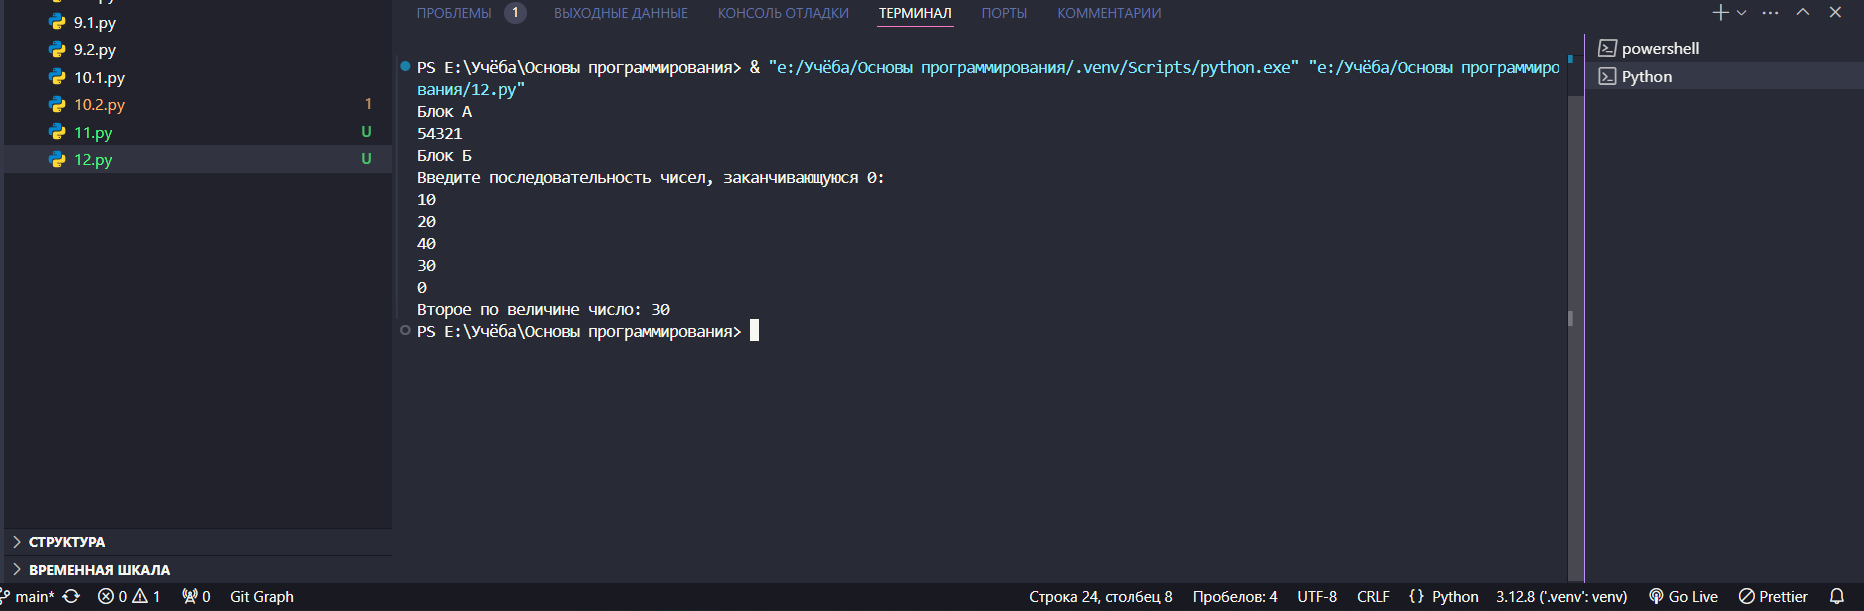 9.1.py
9.2.py
10.1.py
10.2.py 1
11.py U
12.py U
СТРУКТУРА
ВРЕМЕННАЯ ШКАЛА
ПРОБЛЕМЫ 1 ВЫХОДНЫЕ ДАННЫЕ КОНСОЛЬ ОТЛАДКИ ТЕРМИНАЛ ПОРТЫ КОММЕНТАРИИ
PS E:\Учёба\Основы программирования> & "e:/Учёба/Основы программирования/.venv/Scripts/python.exe" "e:/Учёба/Основы программиро
вания/12.py"
Блок А
54321
Блок Б
Введите последовательность чисел, заканчивающуюся 0:
10
20
40
30
0
Второе по величине число: 30
PS E:\Учёба\Основы программирования>
powershell
Python
main* 0 1 0 Git Graph Строка 24, столбец 8 Пробелов: 4 UTF-8 CRLF {} Python 3.12.8 ('.venv': venv) Go Live Prettier